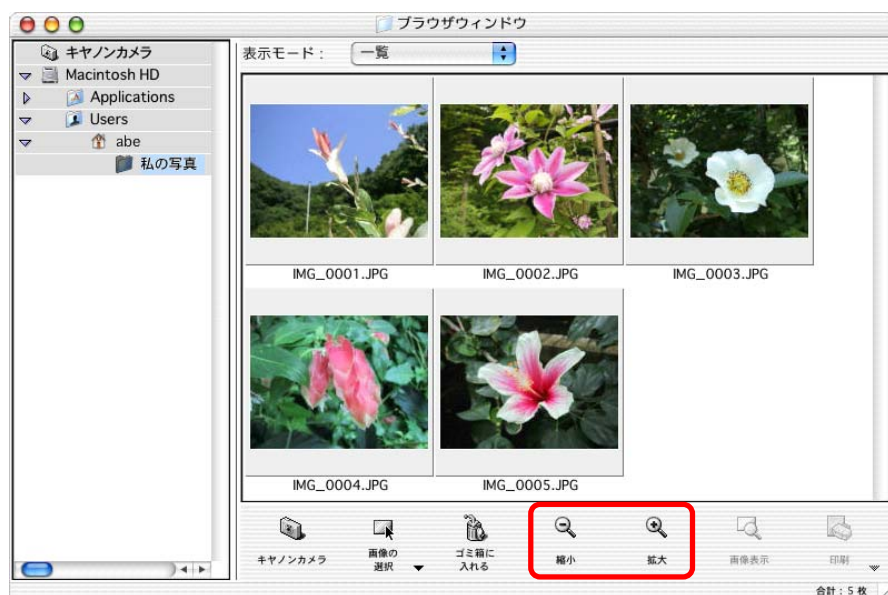 ブラウザウィンドウ
キヤノンカメラ
Macintosh HD
Applications
Users
abe
私の写真
表示モード： 一覧
IMG_0001.JPG IMG_0002.JPG IMG_0003.JPG
IMG_0004.JPG IMG_0005.JPG
キヤノンカメラ
画像の
選択
ゴミ箱に
入れる
縮小
拡大
画像表示
印刷
合計：5 枚